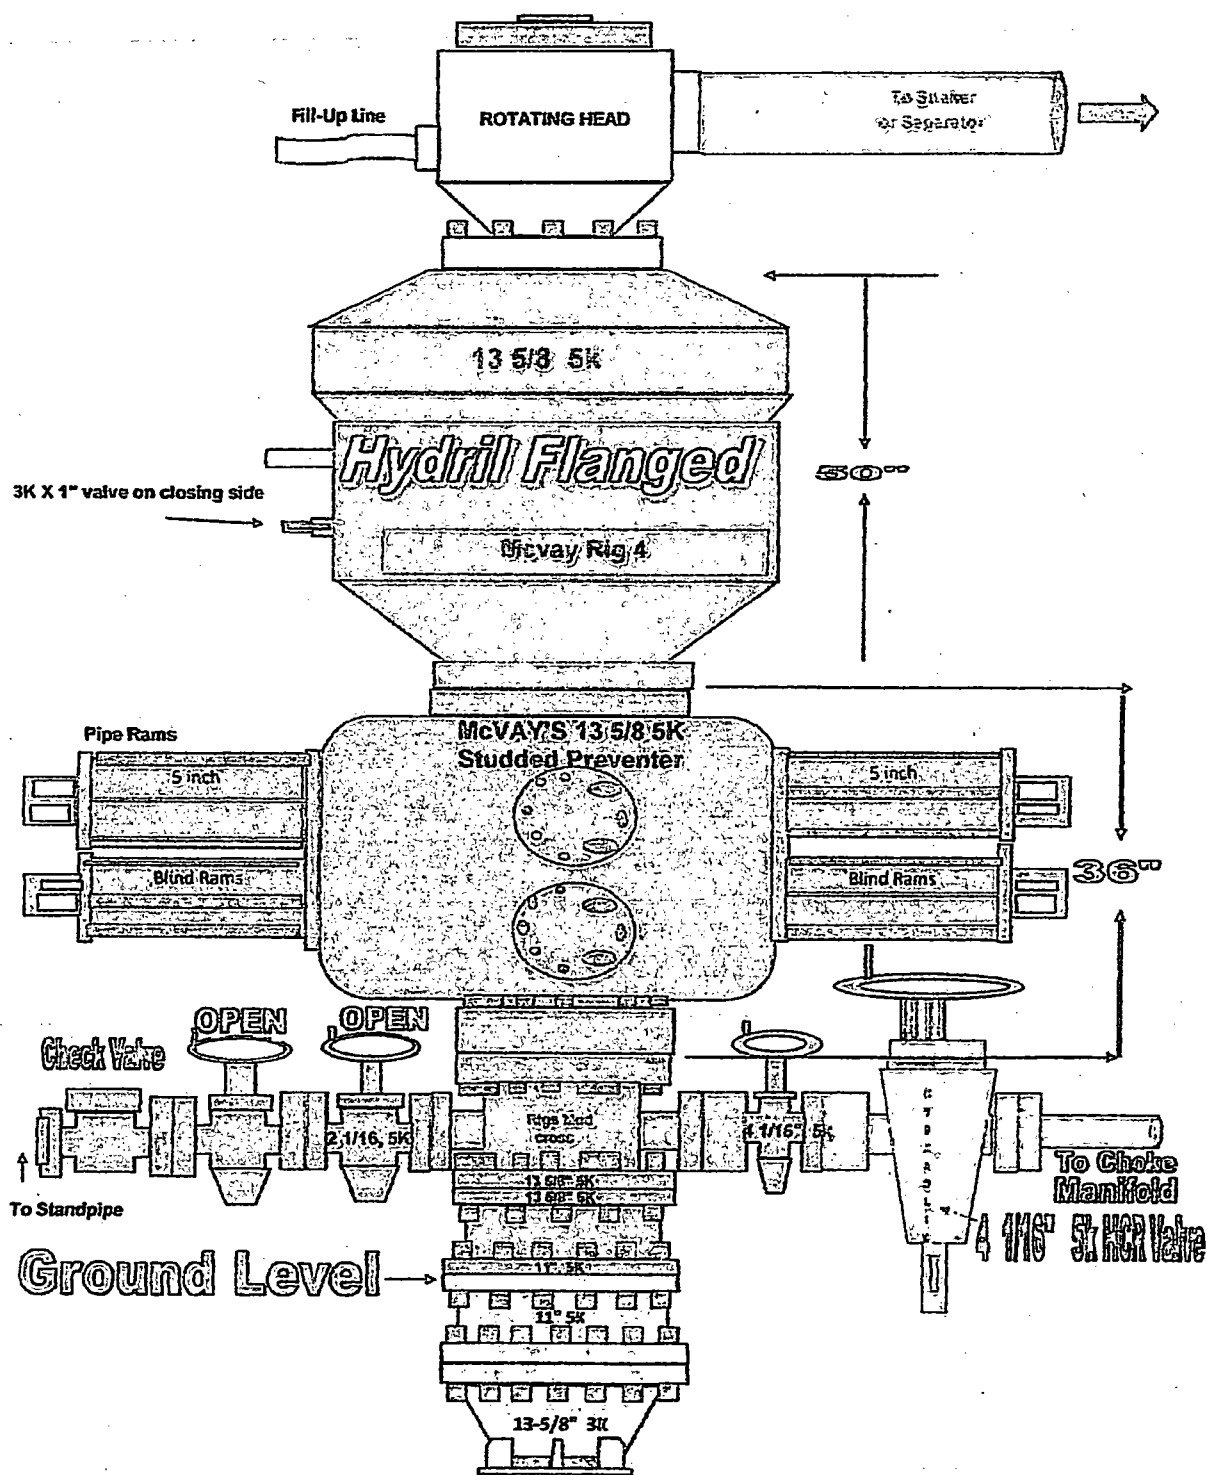 To Shaker
or Separator
Fill-Up Line
ROTATING HEAD
13 5/8 5K
Hydril Flanged
50"
3K X 1" valve on closing side
Mcvay Rig 4
Pipe Rams
McVAY'S 13 5/8 5K
Studded Preventer
5 inch
5 inch
Blind Rams
Blind Rams
36"
OPEN
OPEN
Check Valve
2 1/16, 5K
Rigs Mud
cross
4 1/16", 5K
HYDRAULIC
To Choke
Manifold
13 5/8" 5K
13 5/8" 5K
To Standpipe
4 1/16" 5k HCR Valve
Ground Level
11" 5K
11" 5K
13-5/8" 3K